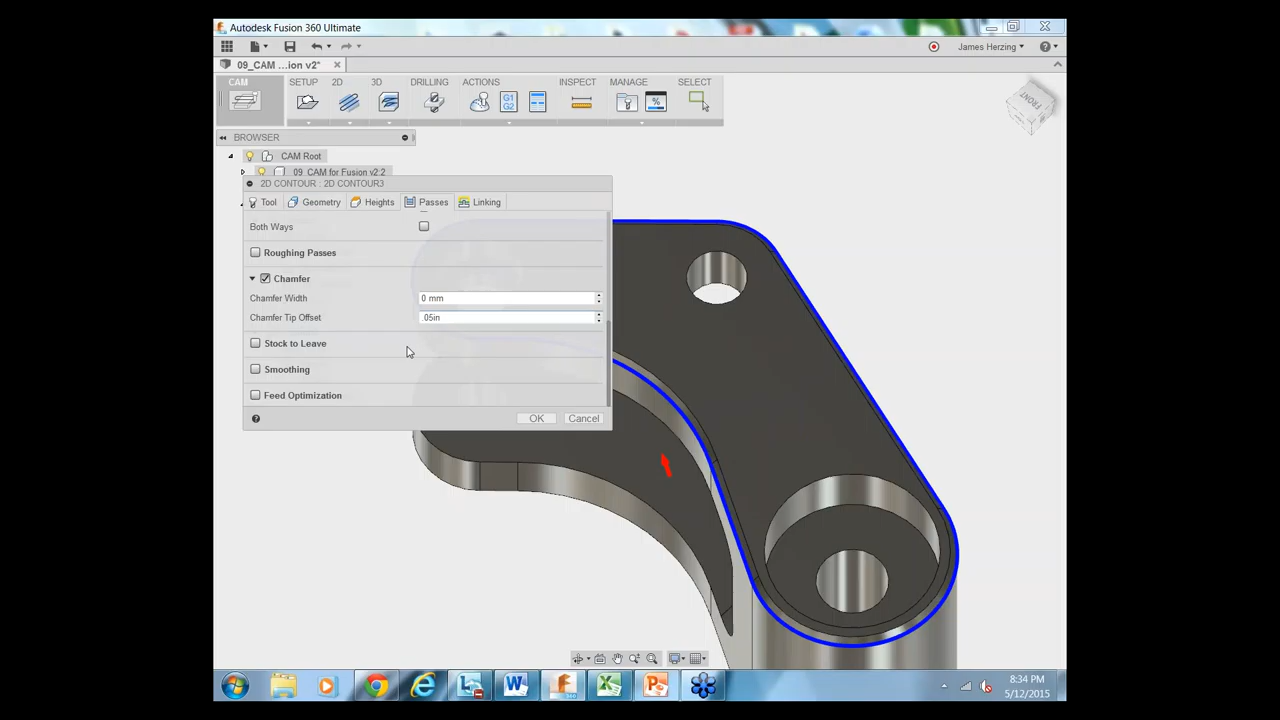 Autodesk Fusion 360 Ultimate
James Herzing
09_CAM ...ion v2*
CAM
SETUP 2D 3D DRILLING ACTIONS INSPECT MANAGE SELECT
G1
G2
%
FRONT
BROWSER
CAM Root
09_CAM for Fusion v2:2
2D CONTOUR : 2D CONTOUR3
Tool Geometry Heights Passes Linking
Both Ways
Roughing Passes
Chamfer
Chamfer Width 0 mm
Chamfer Tip Offset .05in
Stock to Leave
Smoothing
Feed Optimization
OK Cancel
8:34 PM
5/12/2015